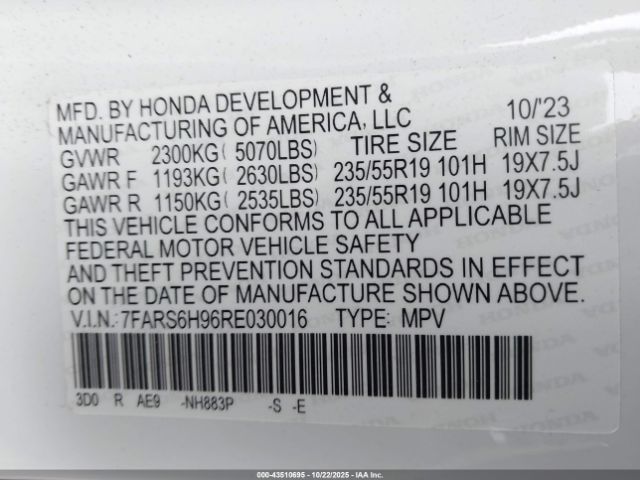 MFD. BY HONDA DEVELOPMENT & 10/'23
MANUFACTURING OF AMERICA, LLC
GVWR 2300KG( 5070LBS) TIRE SIZE RIM SIZE
GAWR F 1193KG( 2630LBS) 235/55R19 101H 19X7.5J
GAWR R 1150KG( 2535LBS) 235/55R19 101H 19X7.5J
THIS VEHICLE CONFORMS TO ALL APPLICABLE
FEDERAL MOTOR VEHICLE SAFETY
AND THEFT PREVENTION STANDARDS IN EFFECT
ON THE DATE OF MANUFACTURE SHOWN ABOVE.
V.I.N.:7FARS6H96RE030016 TYPE: MPV
3D0 R AE9 -NH883P -S -E
000-43510695 - 10/22/2025 - IAAI.COM